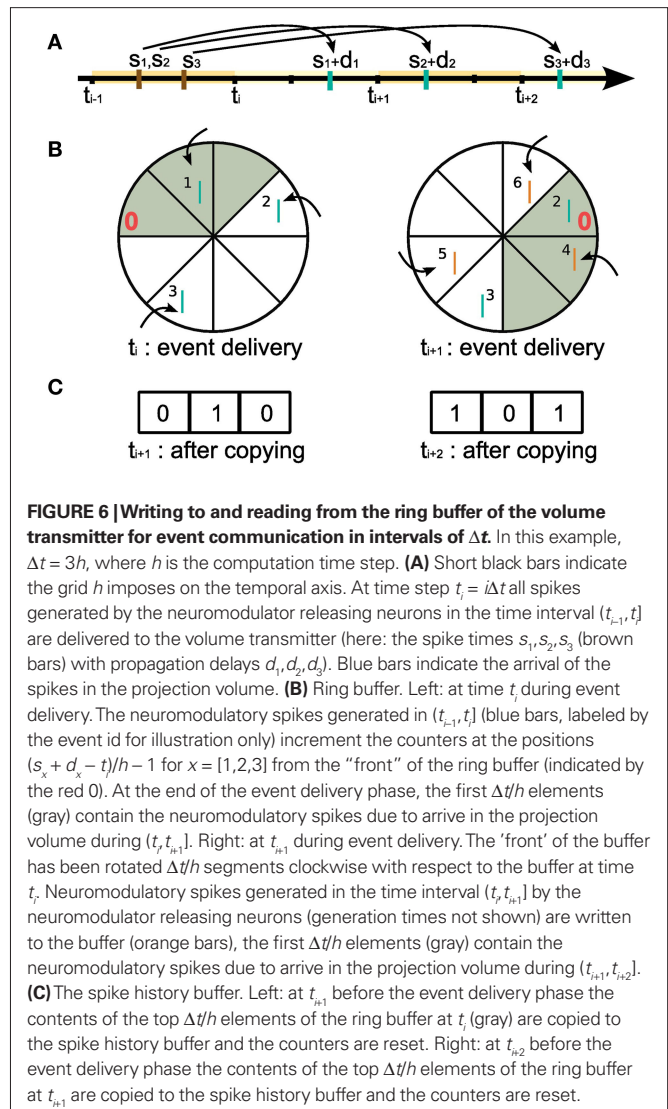 A
s1,s2 s3 s1+d1 s2+d2 s3+d3
ti-1 ti ti+1 ti+2
B
1 2 0 3
6 2 0 5 4 3
ti : event delivery ti+1 : event delivery
C
0 1 0 1 0 1
ti+1 : after copying ti+2 : after copying
FIGURE 6 | Writing to and reading from the ring buffer of the volume
transmitter for event communication in intervals of Δt. In this example,
Δt = 3h, where h is the computation time step. (A) Short black bars indicate
the grid h imposes on the temporal axis. At time step ti = iΔt all spikes
generated by the neuromodulator releasing neurons in the time interval (ti–1,ti]
are delivered to the volume transmitter (here: the spike times s1,s2,s3 (brown
bars) with propagation delays d1,d2,d3). Blue bars indicate the arrival of the
spikes in the projection volume. (B) Ring buffer. Left: at time ti during event
delivery. The neuromodulatory spikes generated in (ti–1,ti] (blue bars, labeled by
the event id for illustration only) increment the counters at the positions
(sx + dx – ti)/h – 1 for x = [1,2,3] from the “front” of the ring buffer (indicated by
the red 0). At the end of the event delivery phase, the first Δt/h elements
(gray) contain the neuromodulatory spikes due to arrive in the projection
volume during (ti,ti+1]. Right: at ti+1 during event delivery. The 'front' of the buffer
has been rotated Δt/h segments clockwise with respect to the buffer at time
ti. Neuromodulatory spikes generated in the time interval (ti,ti+1] by the
neuromodulator releasing neurons (generation times not shown) are written
to the buffer (orange bars), the first Δt/h elements (gray) contain the
neuromodulatory spikes due to arrive in the projection volume during (ti+1,ti+2].
(C) The spike history buffer. Left: at ti+1 before the event delivery phase the
contents of the top Δt/h elements of the ring buffer at ti (gray) are copied to
the spike history buffer and the counters are reset. Right: at ti+2 before the
event delivery phase the contents of the top Δt/h elements of the ring buffer
at ti+1 are copied to the spike history buffer and the counters are reset.